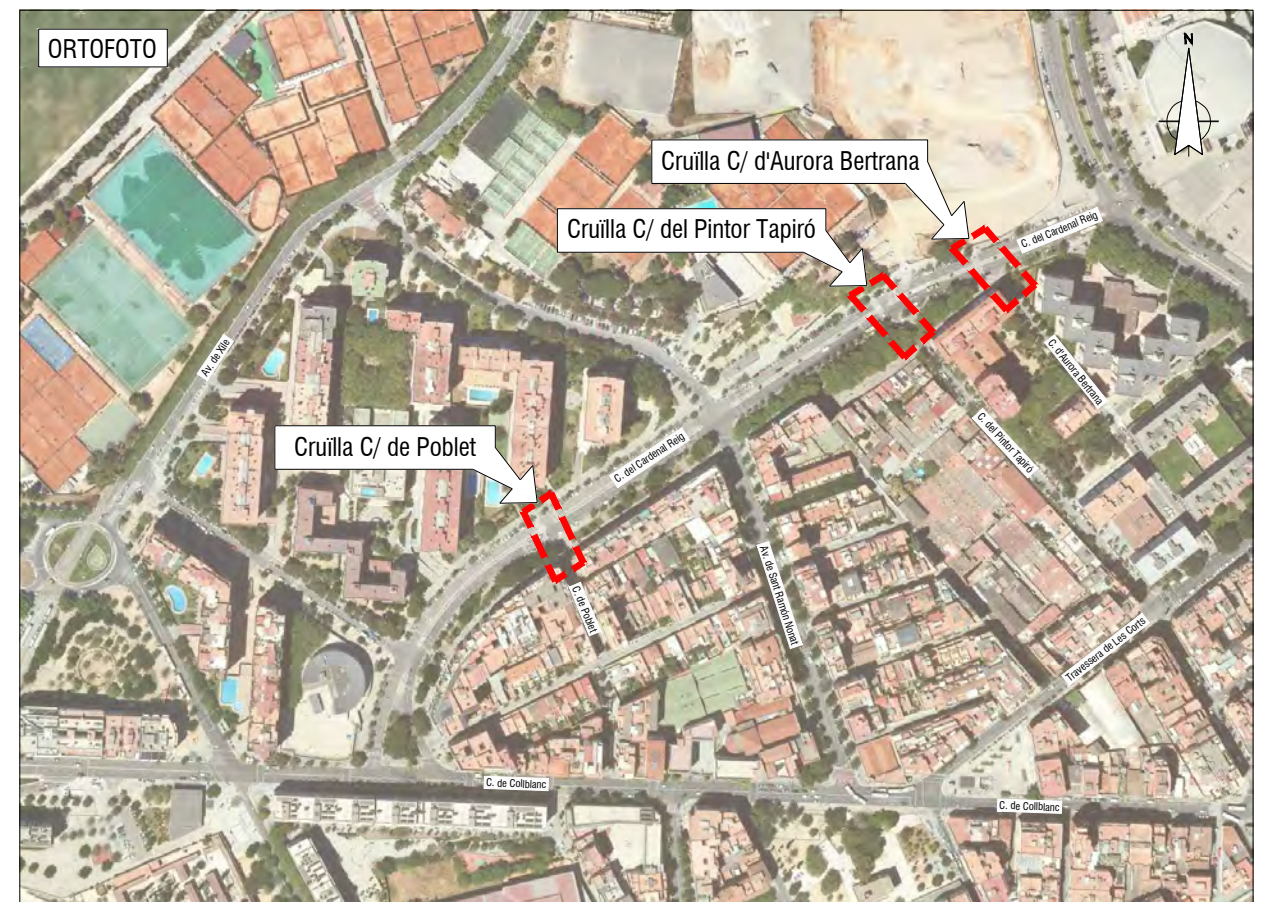 ORTOFOTO
N
Cruïlla C/ d'Aurora Bertrana
Cruïlla C/ del Pintor Tapiró
C. del Cardenal Reig
Av. de Xile
C. d'Aurora Bertrana
C. del Pintor Tapiró
Cruïlla C/ de Poblet
C. del Cardenal Reig
Av. de Sant Ramón Nonat
C. de Poblet
Travessera de Les Corts
C. de Collblanc
C. de Collblanc